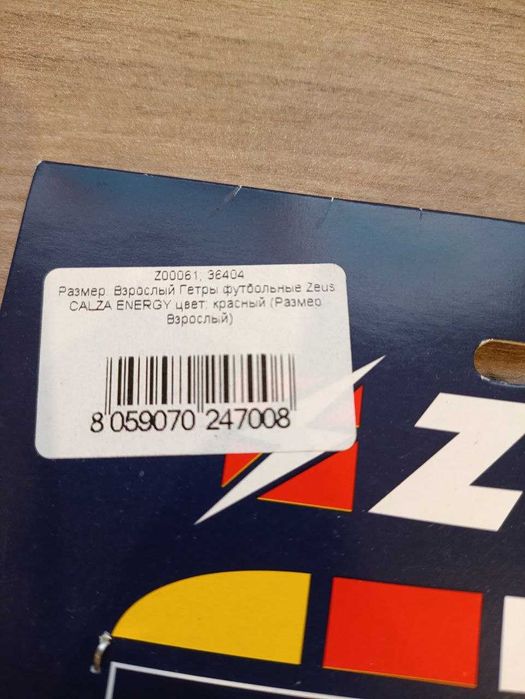 Z00061, 36404
Размер: Взрослый Гетры футбольные Zeus
CALZA ENERGY цвет: красный (Размер:
Взрослый)
8 059070 247008
Z